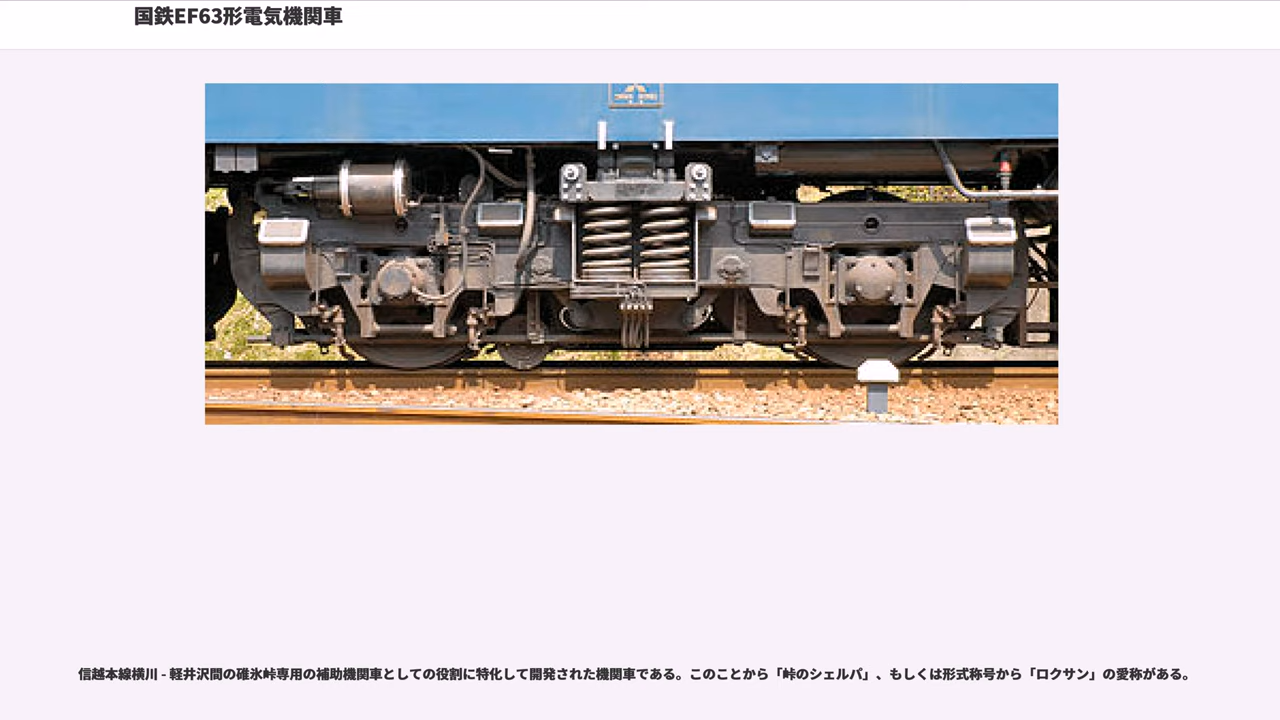 国鉄EF63形電気機関車
信越本線横川 - 軽井沢間の碓氷峠専用の補助機関車としての役割に特化して開発された機関車である。このことから「峠のシェルパ」、もしくは形式称号から「ロクサン」の愛称がある。